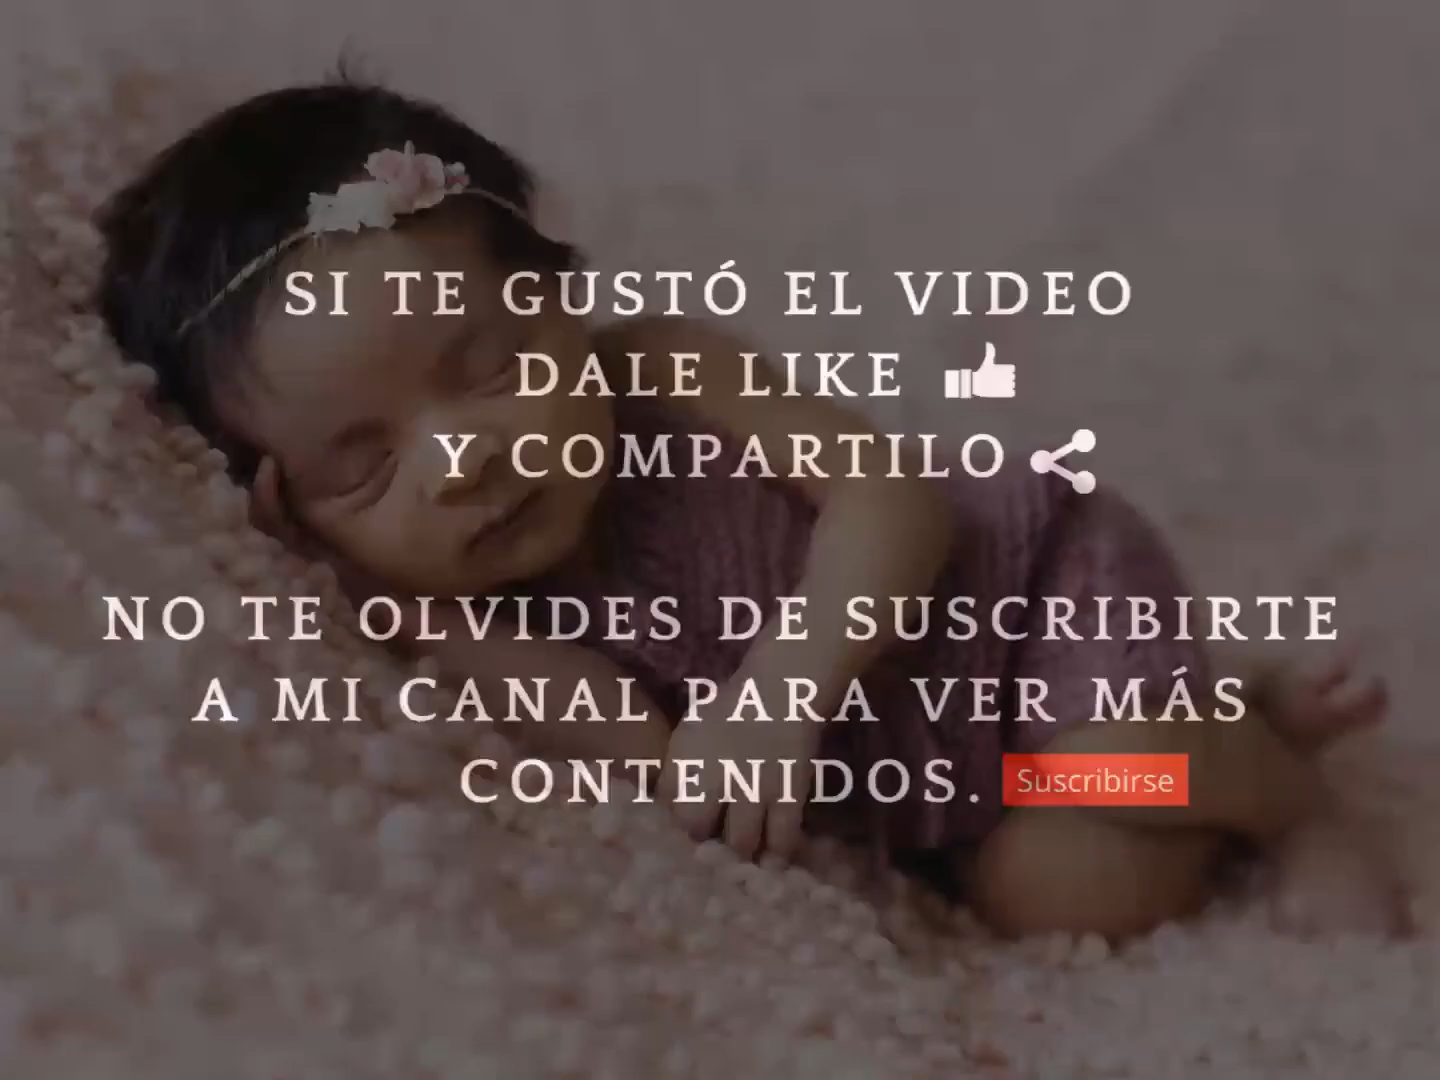 SI TE GUSTÓ EL VIDEO
DALE LIKE
Y COMPARTILO
NO TE OLVIDES DE SUSCRIBIRTE
A MI CANAL PARA VER MÁS
CONTENIDOS. Suscribirse